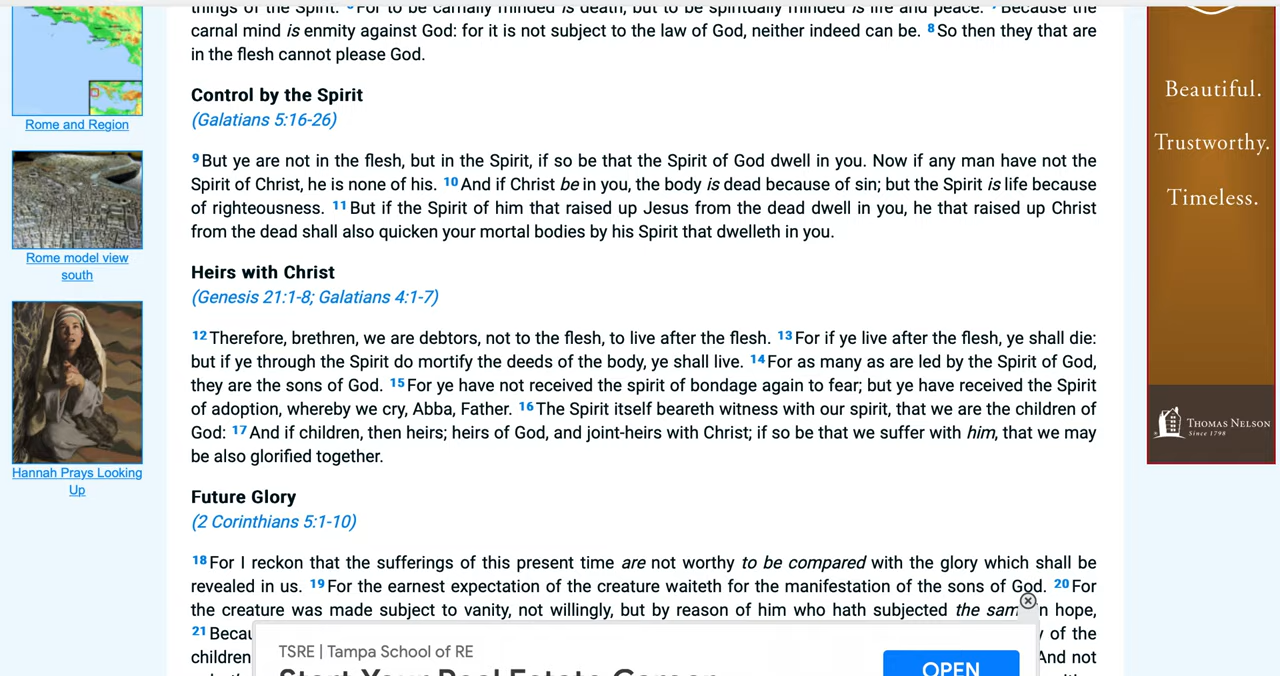 things of the Spirit. For to be carnally minded is death, but to be spiritually minded is life and peace. Because the
carnal mind is enmity against God: for it is not subject to the law of God, neither indeed can be. 8 So then they that are
in the flesh cannot please God.
Control by the Spirit
(Galatians 5:16-26)
9 But ye are not in the flesh, but in the Spirit, if so be that the Spirit of God dwell in you. Now if any man have not the
Spirit of Christ, he is none of his. 10 And if Christ be in you, the body is dead because of sin; but the Spirit is life because
of righteousness. 11 But if the Spirit of him that raised up Jesus from the dead dwell in you, he that raised up Christ
from the dead shall also quicken your mortal bodies by his Spirit that dwelleth in you.
Heirs with Christ
(Genesis 21:1-8; Galatians 4:1-7)
12 Therefore, brethren, we are debtors, not to the flesh, to live after the flesh. 13 For if ye live after the flesh, ye shall die:
but if ye through the Spirit do mortify the deeds of the body, ye shall live. 14 For as many as are led by the Spirit of God,
they are the sons of God. 15 For ye have not received the spirit of bondage again to fear; but ye have received the Spirit
of adoption, whereby we cry, Abba, Father. 16 The Spirit itself beareth witness with our spirit, that we are the children of
God: 17 And if children, then heirs; heirs of God, and joint-heirs with Christ; if so be that we suffer with him, that we may
be also glorified together.
Future Glory
(2 Corinthians 5:1-10)
18 For I reckon that the sufferings of this present time are not worthy to be compared with the glory which shall be
revealed in us. 19 For the earnest expectation of the creature waiteth for the manifestation of the sons of God. 20 For
the creature was made subject to vanity, not willingly, but by reason of him who hath subjected the sam n hope,
21 Becau of the
children And not
Rome and Region
Rome model view
south
Hannah Prays Looking
Up
Beautiful.
Trustworthy.
Timeless.
THOMAS NELSON
Since 1798
TSRE | Tampa School of RE
Start Your Real Estate Career
OPEN